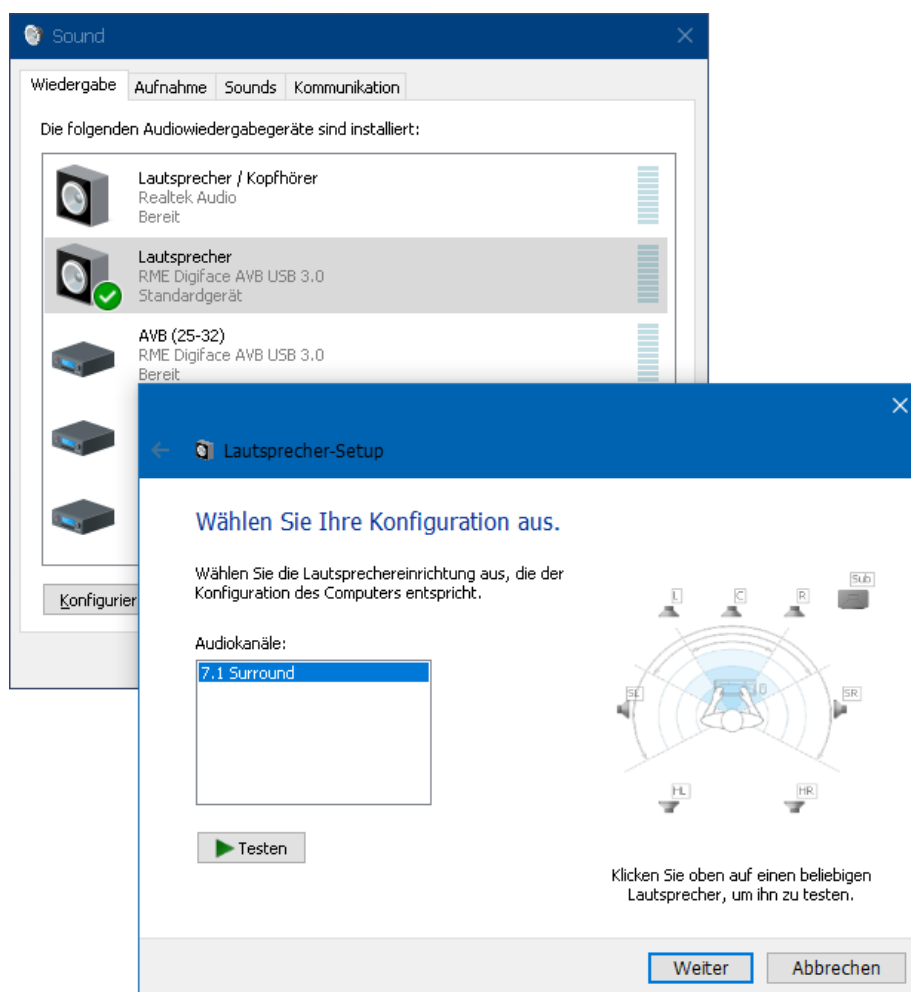 Sound
Wiedergabe
Aufnahme
Sounds
Kommunikation
Die folgenden Audiowiedergabegeräte sind installiert:
Lautsprecher / Kopfhörer
Realtek Audio
Bereit
Lautsprecher
RME Digiface AVB USB 3.0
Standardgerät
AVB (25-32)
RME Digiface AVB USB 3.0
Bereit
Konfigurier
Lautsprecher-Setup
Wählen Sie Ihre Konfiguration aus.
Wählen Sie die Lautsprechereinrichtung aus, die der
Konfiguration des Computers entspricht.
Audiokanäle:
7.1 Surround
Testen
L
C
R
Sub
SL
SR
HL
HR
Klicken Sie oben auf einen beliebigen
Lautsprecher, um ihn zu testen.
Weiter
Abbrechen